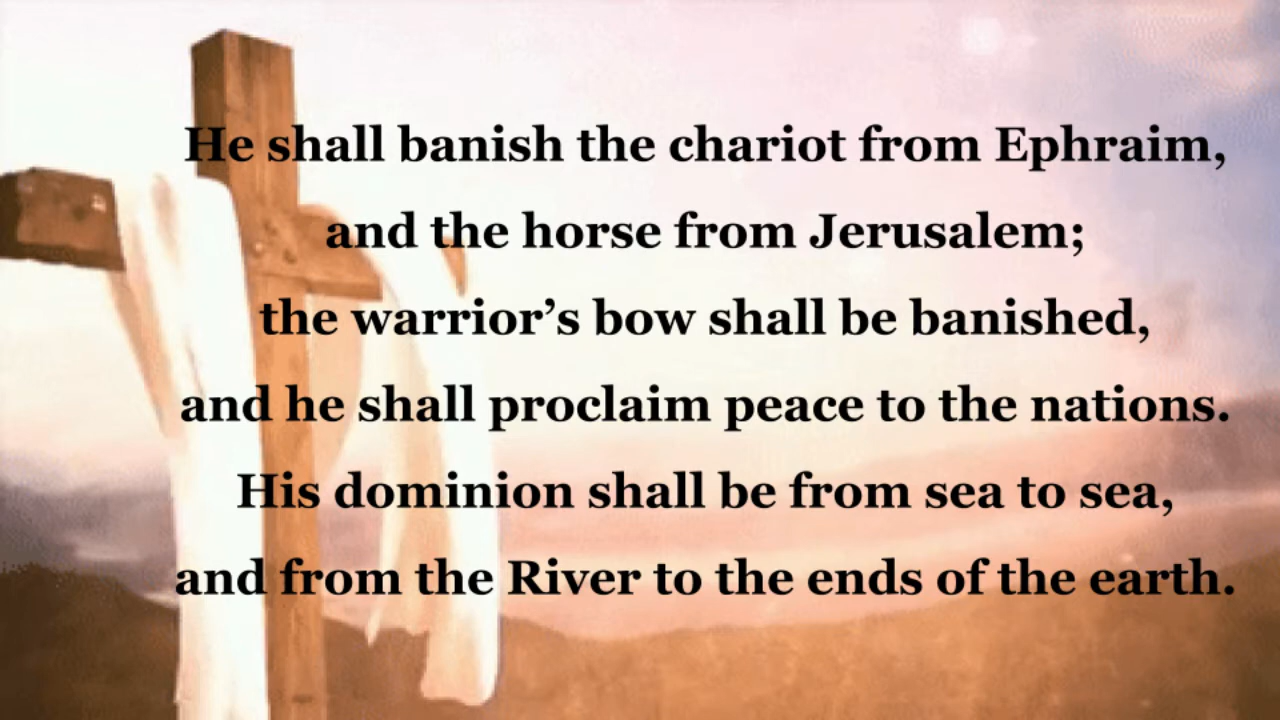 He shall banish the chariot from Ephraim,
and the horse from Jerusalem;
the warrior’s bow shall be banished,
and he shall proclaim peace to the nations.
His dominion shall be from sea to sea,
and from the River to the ends of the earth.